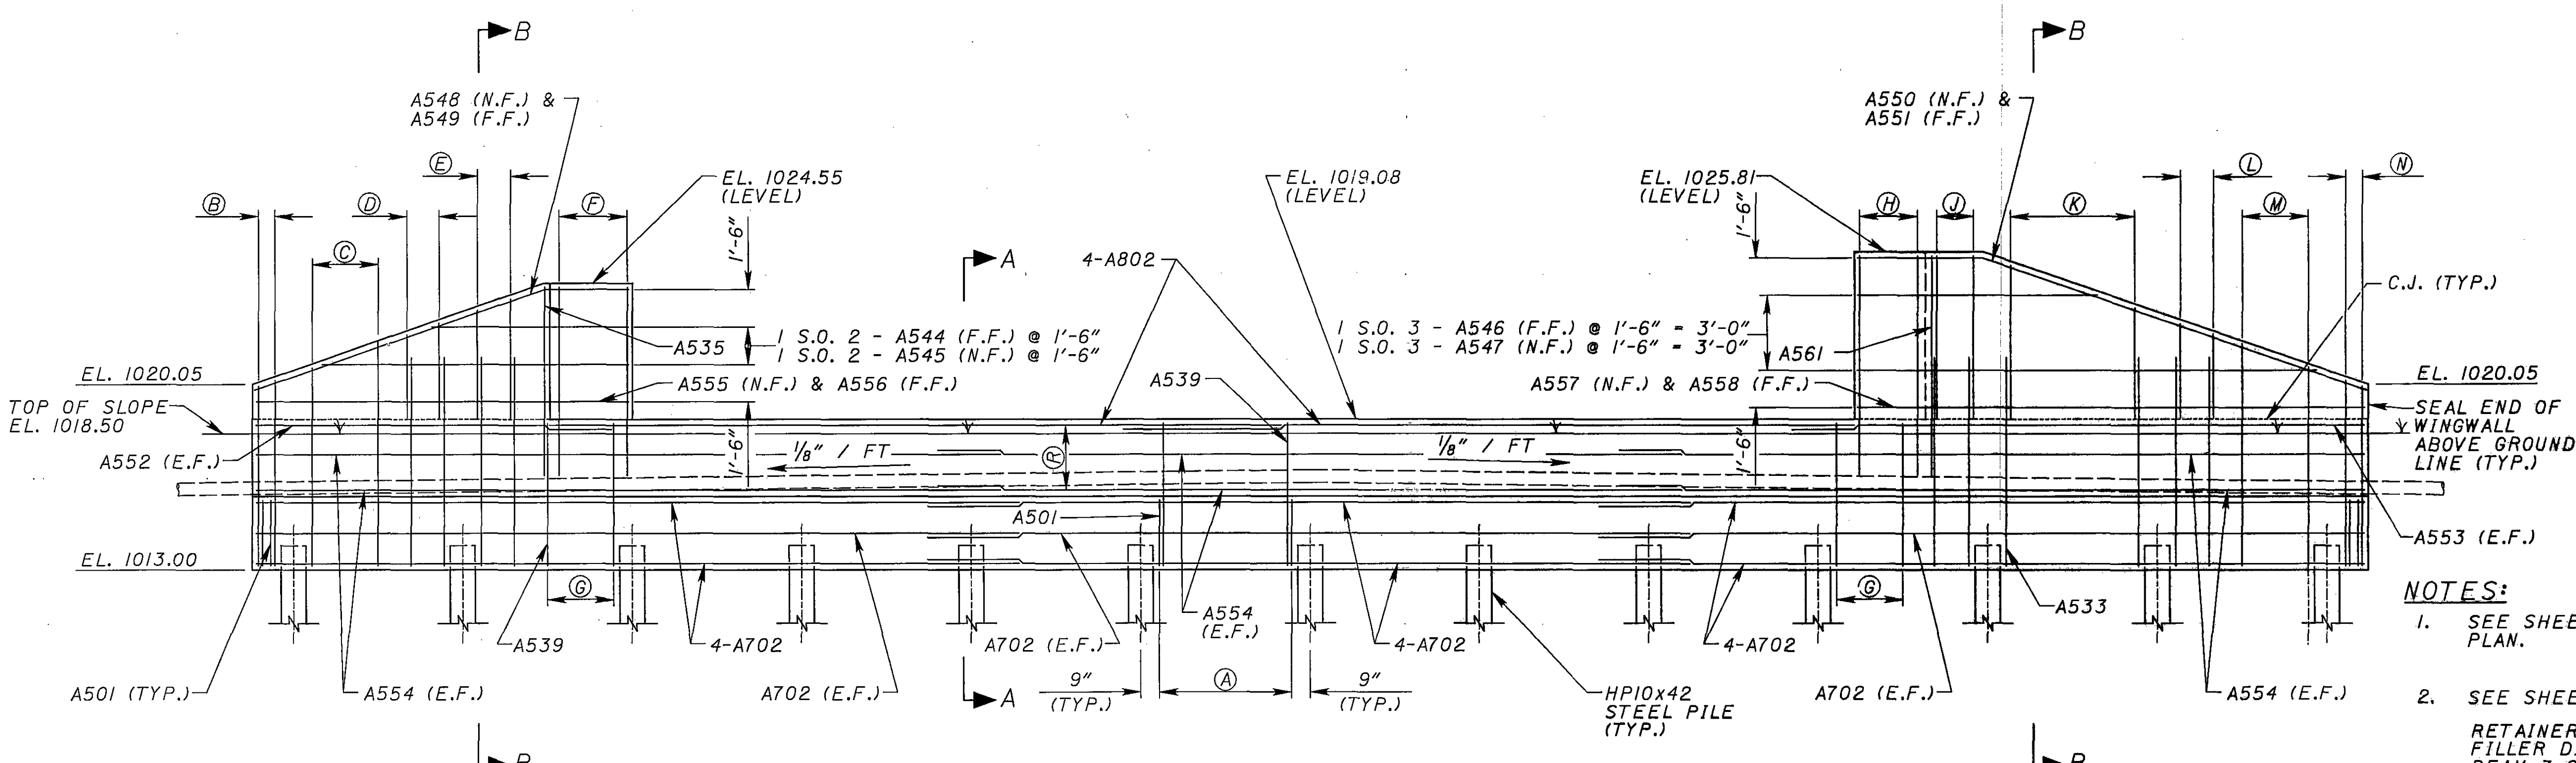 B
B
A548 (N.F.) &
A549 (F.F.)
A550 (N.F.) &
A551 (F.F.)
E
EL. 1024.55
(LEVEL)
EL. 1019.08
(LEVEL)
EL. 1025.81
(LEVEL)
L
N
B
D
F
H
J
K
M
1'-6"
1'-6"
C
A
4-A802
C.J. (TYP.)
1 S.O. 2 - A544 (F.F.) @ 1'-6"
1 S.O. 2 - A545 (N.F.) @ 1'-6"
A535
1 S.O. 3 - A546 (F.F.) @ 1'-6" = 3'-0"
1 S.O. 3 - A547 (N.F.) @ 1'-6" = 3'-0"
A561
EL. 1020.05
A555 (N.F.) & A556 (F.F.)
A539
A557 (N.F.) & A558 (F.F.)
EL. 1020.05
TOP OF SLOPE
EL. 1018.50
SEAL END OF
WINGWALL
ABOVE GROUND
LINE (TYP.)
A552 (E.F.)
1'-6"
1/8" / FT
R
1/8" / FT
1'-6"
A501
A553 (E.F.)
EL. 1013.00
G
G
A533
NOTES:
A539
4-A702
A702 (E.F.)
A554
(E.F.)
4-A702
4-A702
1. SEE SHEE
PLAN.
A501 (TYP.)
A554 (E.F.)
A702 (E.F.)
A
9"
(TYP.)
A
9"
(TYP.)
HP10x42
STEEL PILE
(TYP.)
A702 (E.F.)
A554 (E.F.)
2. SEE SHEE
RETAINER
FILLER D
B
B